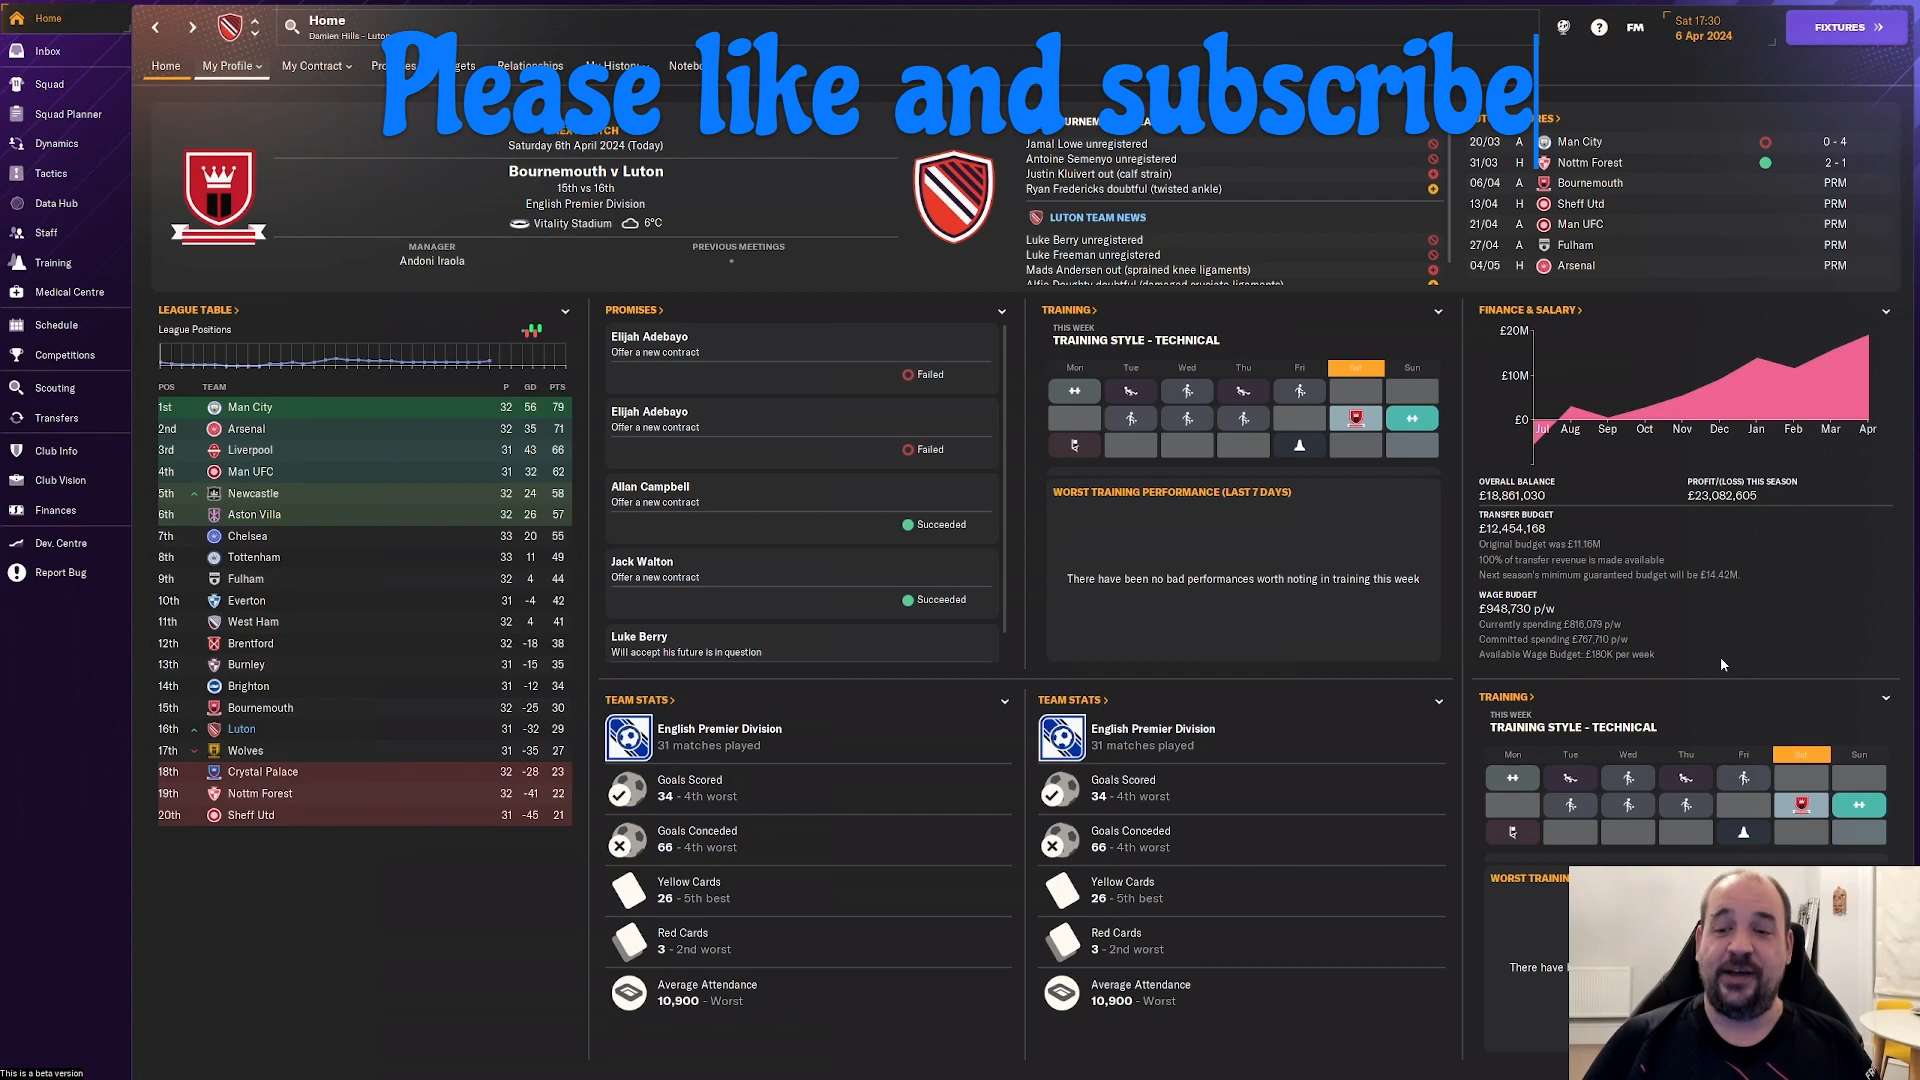 Home
Inbox
Squad
Squad Planner
Dynamics
Tactics
Data Hub
Staff
Training
Medical Centre
Schedule
Competitions
Scouting
Transfers
Club Info
Club Vision
Finances
Dev. Centre
Report Bug
This is a beta version
Home
Damien Hills - Luton
Home
My Profile
My Contract
Relationships
My History
Please like and subscribe
FM
Sat 17:30
6 Apr 2024
FIXTURES
Saturday 6th April 2024 (Today)
Bournemouth v Luton
15th vs 16th
English Premier Division
Vitality Stadium 6°C
MANAGER
Andoni Iraola
PREVIOUS MEETINGS
Jamal Lowe unregistered
Antoine Semenyo unregistered
Justin Kluivert out (calf strain)
Ryan Fredericks doubtful (twisted ankle)
LUTON TEAM NEWS
Luke Berry unregistered
Luke Freeman unregistered
Mads Andersen out (sprained knee ligaments)
Alfie Doughty doubtful (damaged cruciate ligaments)
20/03 A Man City 0 - 4
31/03 H Nottm Forest 2 - 1
06/04 A Bournemouth PRM
13/04 H Sheff Utd PRM
21/04 A Man UFC PRM
27/04 A Fulham PRM
04/05 H Arsenal PRM
LEAGUE TABLE
League Positions
POS TEAM P GD PTS
1st Man City 32 56 79
2nd Arsenal 32 35 71
3rd Liverpool 31 43 66
4th Man UFC 31 32 62
5th Newcastle 32 24 58
6th Aston Villa 32 26 57
7th Chelsea 33 20 55
8th Tottenham 33 11 49
9th Fulham 32 4 44
10th Everton 31 -4 42
11th West Ham 32 4 41
12th Brentford 32 -18 38
13th Burnley 31 -15 35
14th Brighton 31 -12 34
15th Bournemouth 32 -25 30
16th Luton 31 -32 29
17th Wolves 31 -35 27
18th Crystal Palace 32 -28 23
19th Nottm Forest 32 -41 22
20th Sheff Utd 31 -45 21
PROMISES
Elijah Adebayo
Offer a new contract
Failed
Elijah Adebayo
Offer a new contract
Failed
Allan Campbell
Offer a new contract
Succeeded
Jack Walton
Offer a new contract
Succeeded
Luke Berry
Will accept his future is in question
TRAINING
THIS WEEK
TRAINING STYLE - TECHNICAL
Mon Tue Wed Thu Fri Sat Sun
WORST TRAINING PERFORMANCE (LAST 7 DAYS)
There have been no bad performances worth noting in training this week
FINANCE & SALARY
£20M
£10M
£0
Jul Aug Sep Oct Nov Dec Jan Feb Mar Apr
OVERALL BALANCE
£18,861,030
PROFIT/(LOSS) THIS SEASON
£23,082,605
TRANSFER BUDGET
£12,454,168
Original budget was £11.16M
100% of transfer revenue is made available
Next season's minimum guaranteed budget will be £14.42M.
WAGE BUDGET
£948,730 p/w
Currently spending £816,079 p/w
Committed spending £767,710 p/w
Available Wage Budget: £180K per week
TEAM STATS
English Premier Division
31 matches played
Goals Scored
34 - 4th worst
Goals Conceded
66 - 4th worst
Yellow Cards
26 - 5th best
Red Cards
3 - 2nd worst
Average Attendance
10,900 - Worst
TEAM STATS
English Premier Division
31 matches played
Goals Scored
34 - 4th worst
Goals Conceded
66 - 4th worst
Yellow Cards
26 - 5th best
Red Cards
3 - 2nd worst
Average Attendance
10,900 - Worst
TRAINING
THIS WEEK
TRAINING STYLE - TECHNICAL
Mon Tue Wed Thu Fri Sat Sun
WORST TRAININ
There have